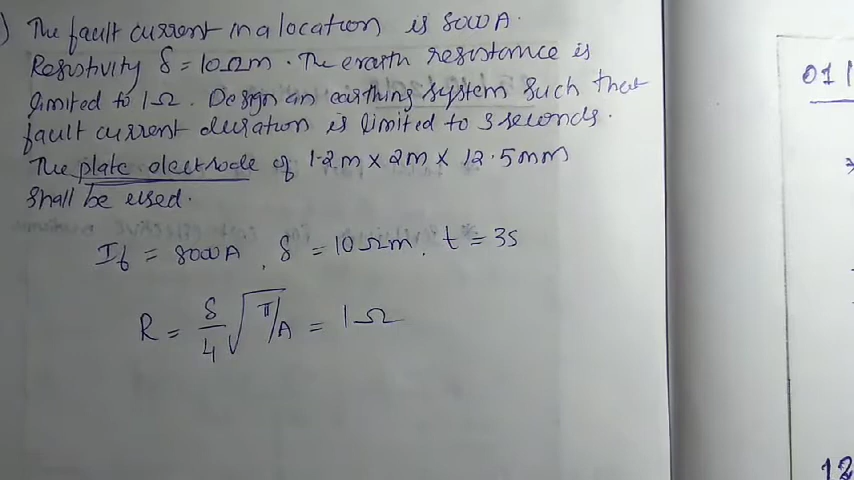 ) The fault current in a location is 8000A.
Resistivity δ = 10Ωm. The erarth resistance is
limited to 1Ω. Design an earthing system such that
fault current duration is limited to 3 seconds.
The plate electrode of 1.2m x 2m x 12.5mm
shall be used.
If = 8000A, δ = 10Ωm. t = 3s
R = δ/4 √π/A = 1Ω
01 |
12